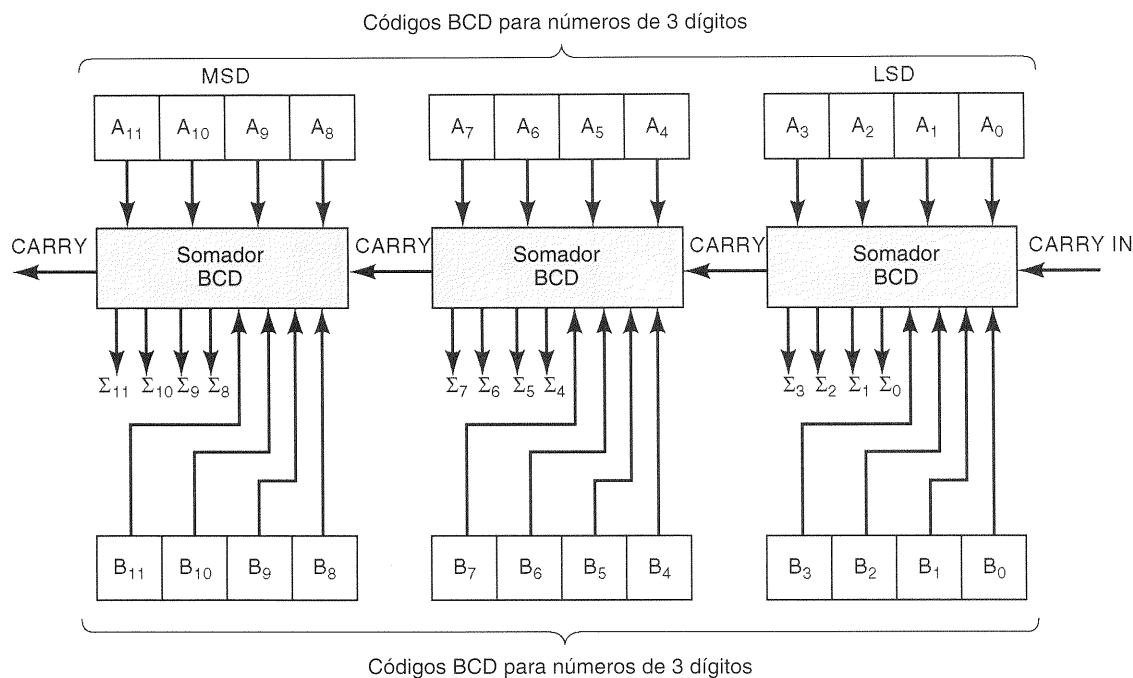 Códigos BCD para números de 3 dígitos
MSD LSD
A₁₁ A₁₀ A₉ A₈ A₇ A₆ A₅ A₄ A₃ A₂ A₁ A₀
CARRY Somador BCD CARRY Somador BCD CARRY Somador BCD CARRY IN
Σ₁₁ Σ₁₀ Σ₉ Σ₈ Σ₇ Σ₆ Σ₅ Σ₄ Σ₃ Σ₂ Σ₁ Σ₀
B₁₁ B₁₀ B₉ B₈ B₇ B₆ B₅ B₄ B₃ B₂ B₁ B₀
Códigos BCD para números de 3 dígitos